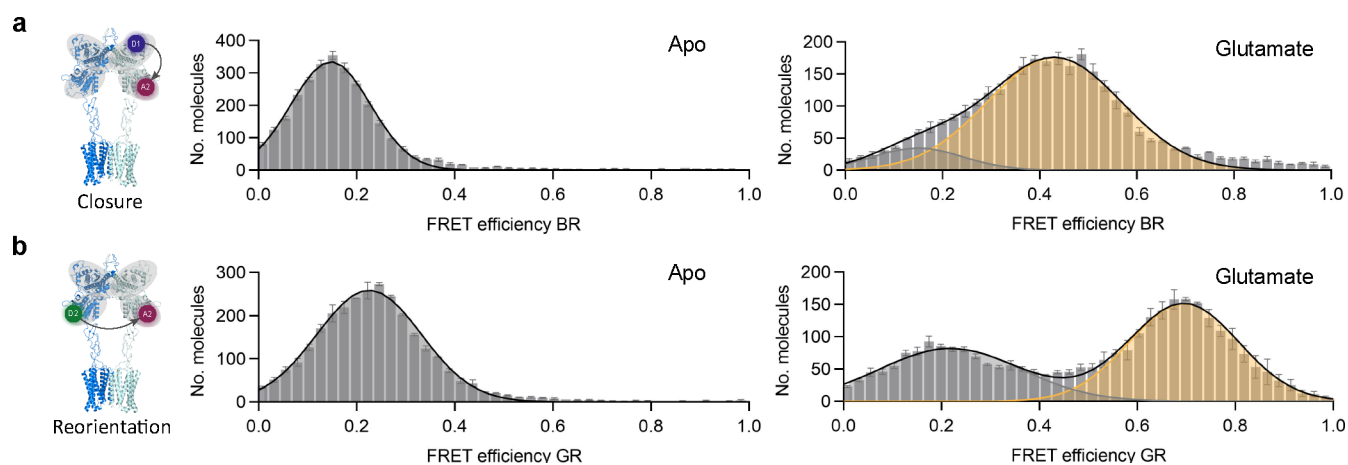 a
D1
A2
Closure
No. molecules
400
300
200
100
0
0.0 0.2 0.4 0.6 0.8 1.0
FRET efficiency BR
Apo
No. molecules
200
150
100
50
0
0.0 0.2 0.4 0.6 0.8 1.0
FRET efficiency BR
Glutamate
b
D2
A2
Reorientation
No. molecules
300
200
100
0
0.0 0.2 0.4 0.6 0.8 1.0
FRET efficiency GR
Apo
No. molecules
200
150
100
50
0
0.0 0.2 0.4 0.6 0.8 1.0
FRET efficiency GR
Glutamate